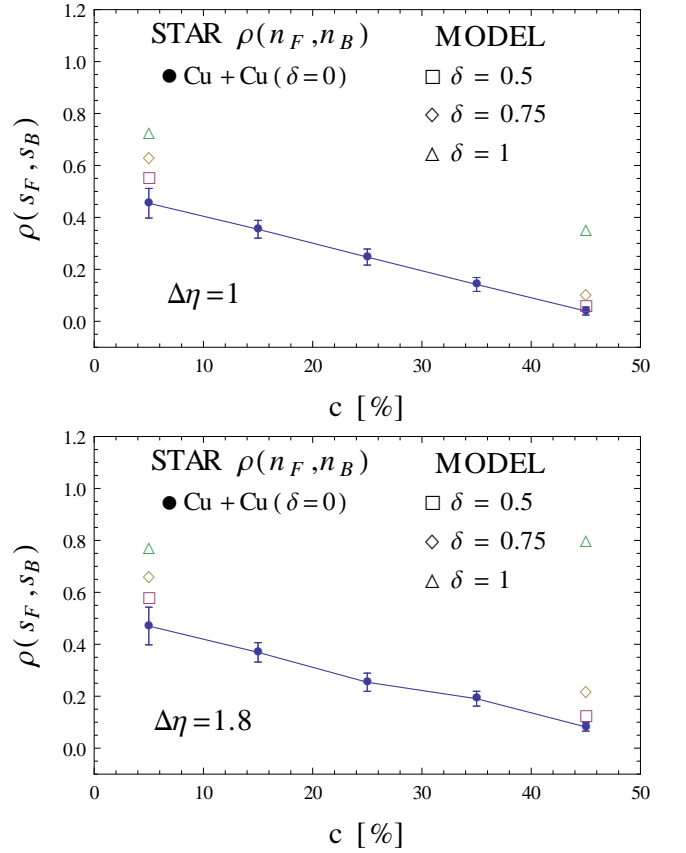 STAR ρ(n_F,n_B) MODEL
● Cu+Cu(δ=0) □ δ = 0.5
◇ δ = 0.75
△ δ = 1
ρ(s_F,s_B)
1.2
1.0
0.8
0.6
0.4
0.2
0.0
Δη=1
0 10 20 30 40 50
c [%]
STAR ρ(n_F,n_B) MODEL
● Cu+Cu(δ=0) □ δ = 0.5
◇ δ = 0.75
△ δ = 1
ρ(s_F,s_B)
1.2
1.0
0.8
0.6
0.4
0.2
0.0
Δη=1.8
0 10 20 30 40 50
c [%]